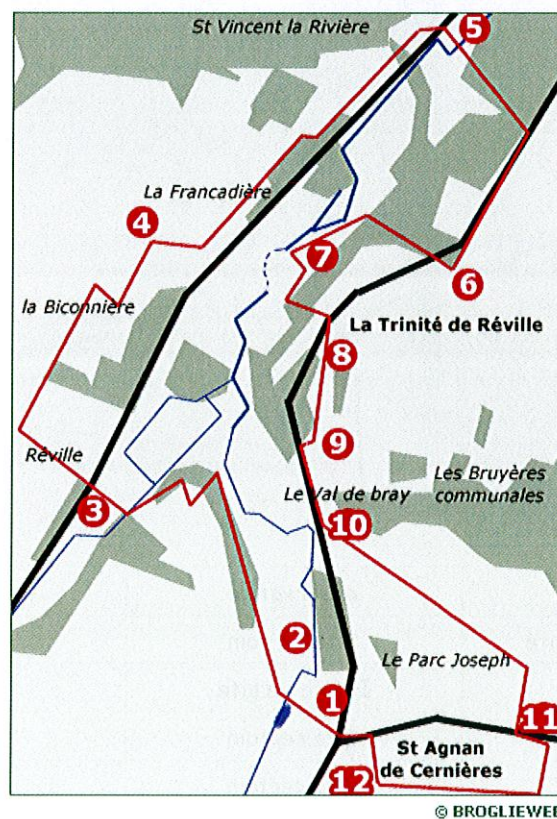 St Vincent la Rivière
5
La Francadière
4
7
6
la Biconnière
La Trinité de Réville
8
9
Réville
Les Bruyères
communales
3
Le Val de bray
10
2
Le Parc Joseph
1
11
St Agnan
de Cernières
12
© BROGLIEWEB